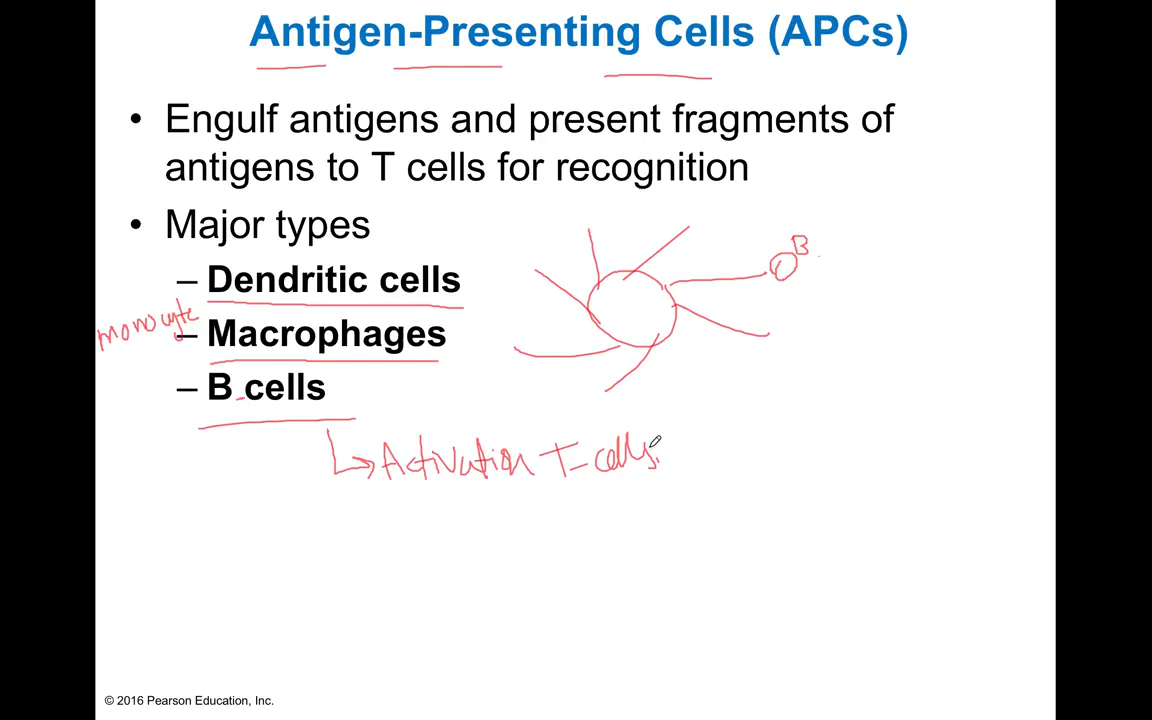 Antigen-Presenting Cells (APCs)
• Engulf antigens and present fragments of
antigens to T cells for recognition
• Major types
– Dendritic cells
B
monocyte
– Macrophages
– B cells
↳ Activation T-cells.
© 2016 Pearson Education, Inc.